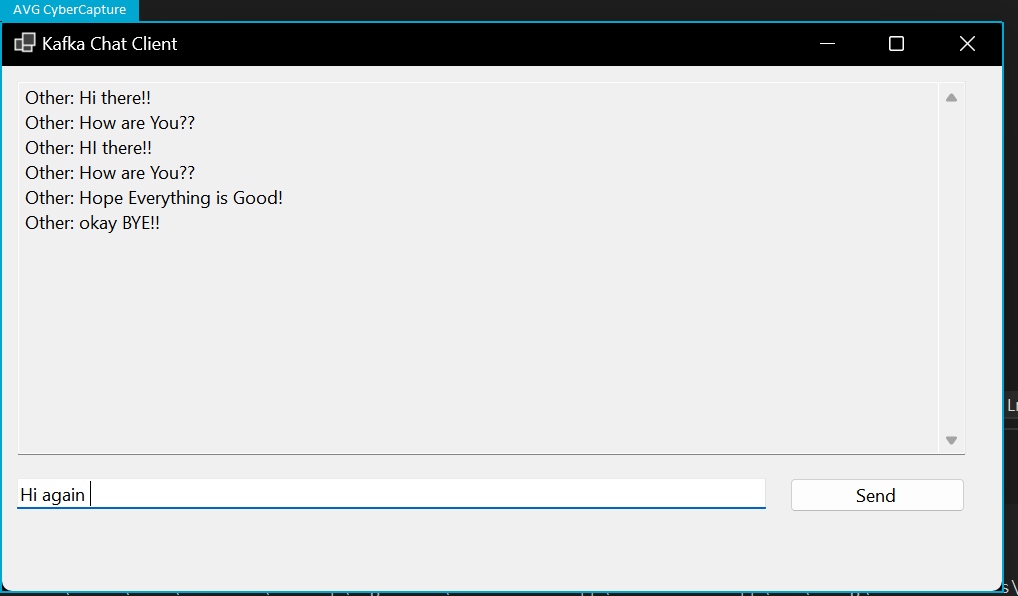 AVG CyberCapture
Kafka Chat Client
Other: Hi there!!
Other: How are You??
Other: HI there!!
Other: How are You??
Other: Hope Everything is Good!
Other: okay BYE!!
Hi again
Send